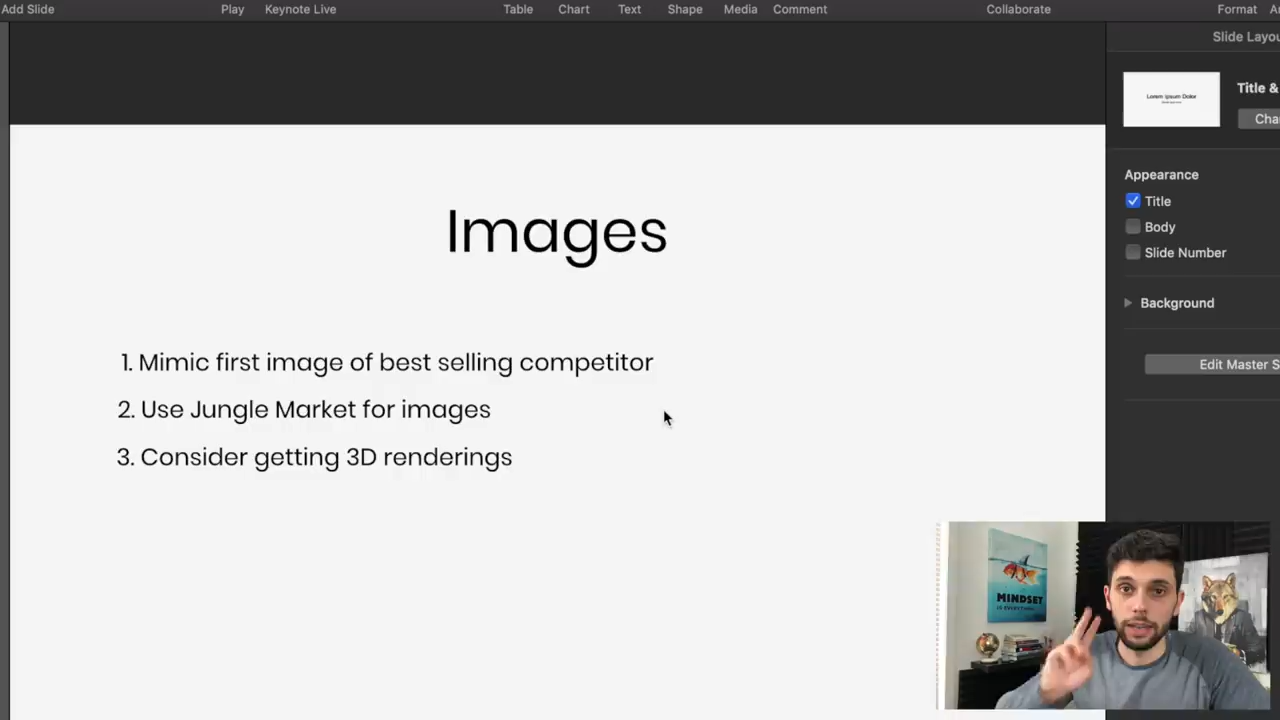 Add Slide
Play
Keynote Live
Table
Chart
Text
Shape
Media
Comment
Collaborate
Format
Slide
Title &
Appearance
Title
Body
Slide Number
Background
Edit Master
Images
1. Mimic first image of best selling competitor
2. Use Jungle Market for images
3. Consider getting 3D renderings
MINDSET
IS EVERYTHING